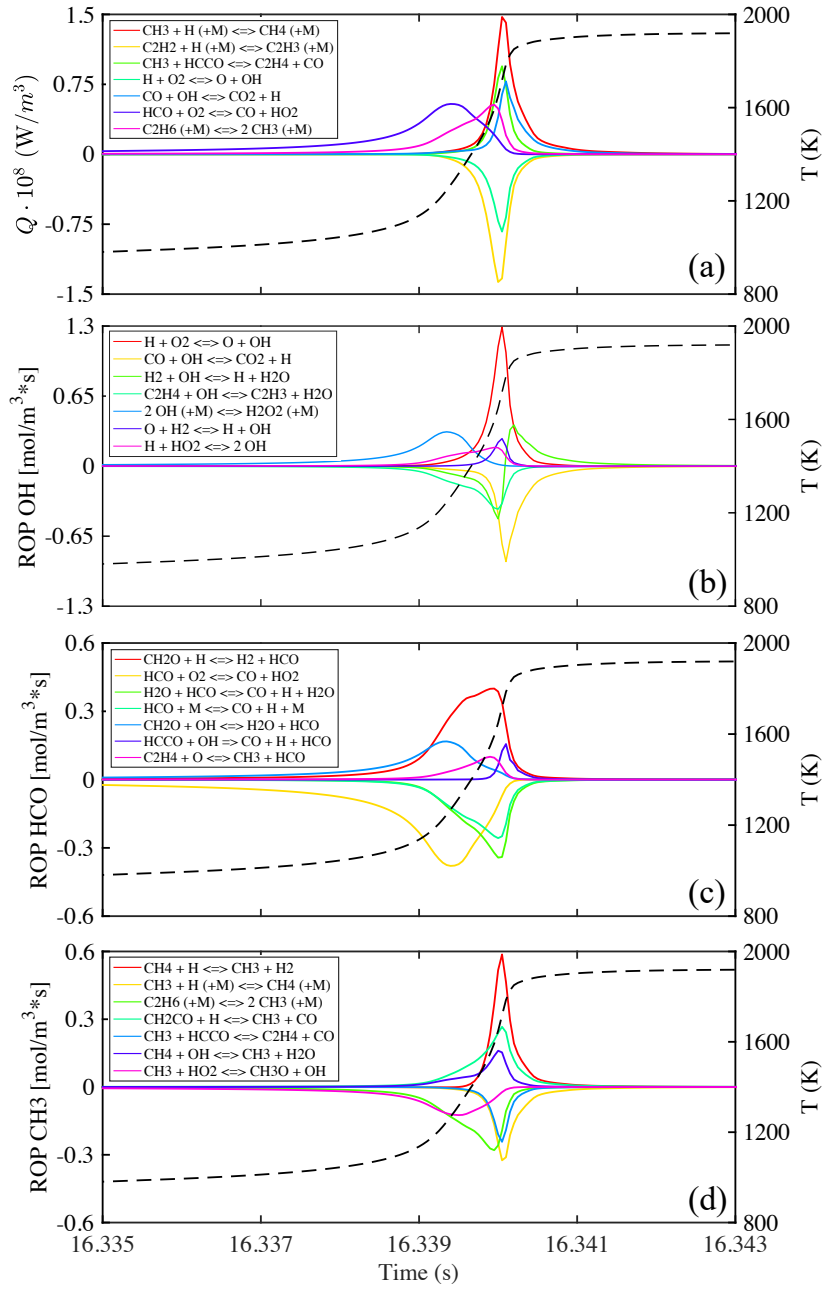 1.5
0.75
0
-0.75
-1.5
Q · 10⁸ (W/m³)
CH3 + H (+M) <=> CH4 (+M)
C2H2 + H (+M) <=> C2H3 (+M)
CH3 + HCCO <=> C2H4 + CO
H + O2 <=> O + OH
CO + OH <=> CO2 + H
HCO + O2 <=> CO + HO2
C2H6 (+M) <=> 2 CH3 (+M)
2000
1800
1600
1400
1200
1000
800
T (K)
(a)
1.3
0.65
0
-0.65
-1.3
ROP OH [mol/m^3*s]
H + O2 <=> O + OH
CO + OH <=> CO2 + H
H2 + OH <=> H + H2O
C2H4 + OH <=> C2H3 + H2O
2 OH (+M) <=> H2O2 (+M)
O + H2 <=> H + OH
H + HO2 <=> 2 OH
2000
1600
1200
800
T (K)
(b)
0.6
0.3
0
-0.3
-0.6
ROP HCO [mol/m^3*s]
CH2O + H <=> H2 + HCO
HCO + O2 <=> CO + HO2
H2O + HCO <=> CO + H + H2O
HCO + M <=> CO + H + M
CH2O + OH <=> H2O + HCO
HCCO + OH => CO + H + HCO
C2H4 + O <=> CH3 + HCO
2000
1600
1200
800
T (K)
(c)
0.6
0.3
0
-0.3
-0.6
ROP CH3 [mol/m^3*s]
CH4 + H <=> CH3 + H2
CH3 + H (+M) <=> CH4 (+M)
C2H6 (+M) <=> 2 CH3 (+M)
CH2CO + H <=> CH3 + CO
CH3 + HCCO <=> C2H4 + CO
CH4 + OH <=> CH3 + H2O
CH3 + HO2 <=> CH3O + OH
2000
1600
1200
800
T (K)
(d)
16.335
16.337
16.339
16.341
16.343
Time (s)